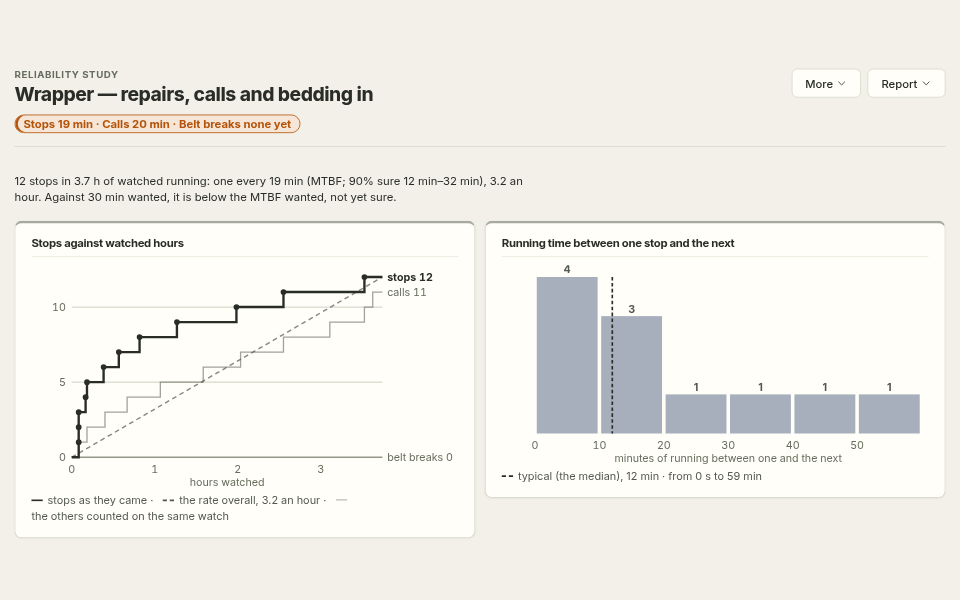 RELIABILITY STUDY
Wrapper — repairs, calls and bedding in
More
Report
Stops 19 min · Calls 20 min · Belt breaks none yet
12 stops in 3.7 h of watched running: one every 19 min (MTBF; 90% sure 12 min–32 min), 3.2 an
hour. Against 30 min wanted, it is below the MTBF wanted, not yet sure.
Stops against watched hours
stops 12
calls 11
10
5
0
belt breaks 0
0 1 2 3
hours watched
stops as they came · the rate overall, 3.2 an hour ·
the others counted on the same watch
Running time between one stop and the next
4
3
1 1 1 1
0 10 20 30 40 50
minutes of running between one and the next
typical (the median), 12 min · from 0 s to 59 min